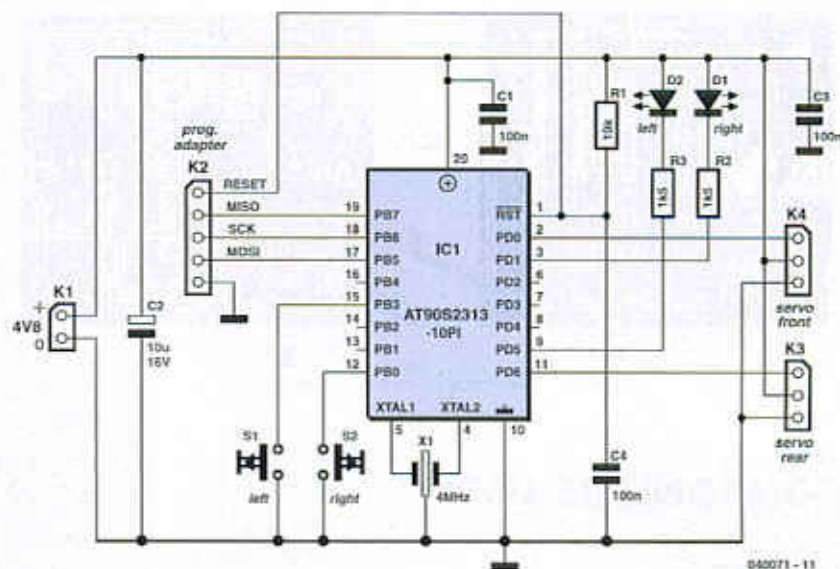 prog.
adapter
K2
RESET
MISO
SCK
MOSI
K1
+
4V8
0
C2
10u
16V
S1
left
S2
right
C1
100n
20
IC1
AT90S2313
-10PI
19
PB7
18
PB6
17
PB5
16
PB4
15
PB3
14
PB2
13
PB1
12
PB0
RST
1
PD0
2
PD1
3
PD2
6
PD3
7
PD4
8
PD5
9
PD6
11
XTAL1
XTAL2
5
4
10
X1
4MHz
R1
10k
D2
left
D1
right
R3
1k5
R2
1k5
C3
100n
K4
servo
front
K3
servo
rear
C4
100n
040071 - 11